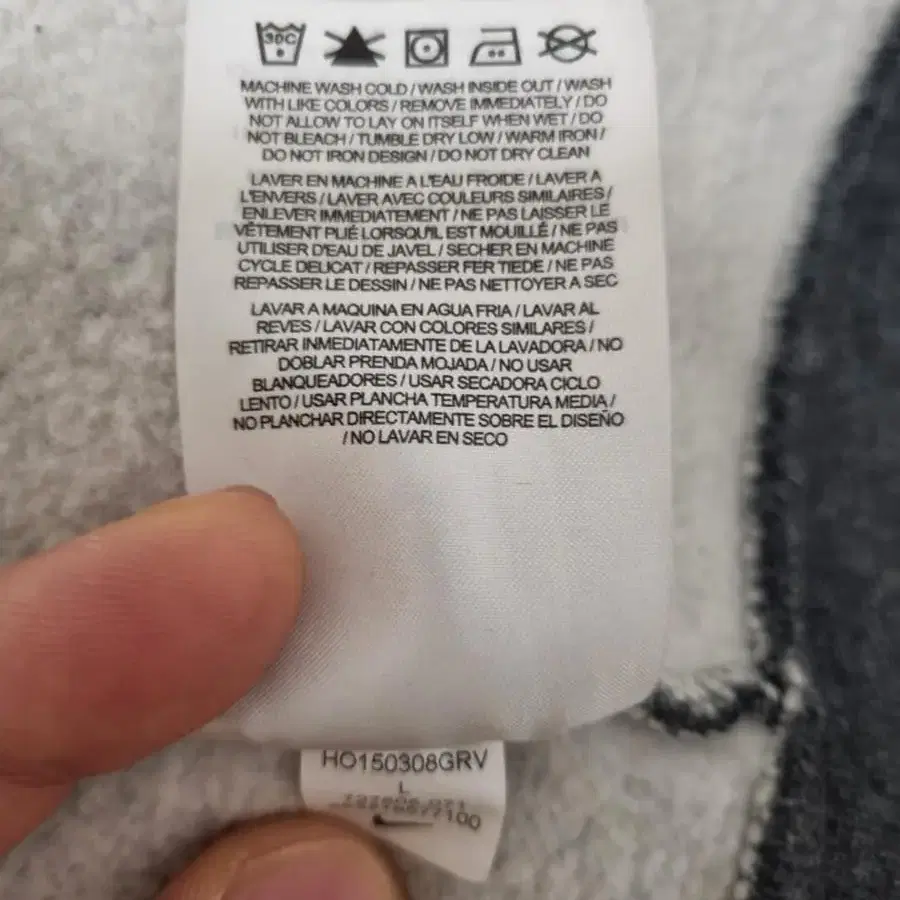 30C
MACHINE WASH COLD / WASH INSIDE OUT / WASH
WITH LIKE COLORS / REMOVE IMMEDIATELY / DO
NOT ALLOW TO LAY ON ITSELF WHEN WET / DO
NOT BLEACH / TUMBLE DRY LOW / WARM IRON /
DO NOT IRON DESIGN / DO NOT DRY CLEAN
LAVER EN MACHINE A L'EAU FROIDE / LAVER A
L'ENVERS / LAVER AVEC COULEURS SIMILAIRES /
ENLEVER IMMEDIATEMENT / NE PAS LAISSER LE
VÊTEMENT PLIÉ LORSQU'IL EST MOUILLÉ / NE PAS
UTILISER D'EAU DE JAVEL / SECHER EN MACHINE
CYCLE DELICAT / REPASSER FER TIEDE / NE PAS
REPASSER LE DESSIN / NE PAS NETTOYER A SEC
LAVAR A MAQUINA EN AGUA FRIA / LAVAR AL
REVES / LAVAR CON COLORES SIMILARES /
RETIRAR INMEDIATAMENTE DE LA LAVADORA / NO
DOBLAR PRENDA MOJADA / NO USAR
BLANQUEADORES / USAR SECADORA CICLO
LENTO / USAR PLANCHA TEMPERATURA MEDIA /
NO PLANCHAR DIRECTAMENTE SOBRE EL DISEÑO
/ NO LAVAR EN SECO
HO150308GRV
L